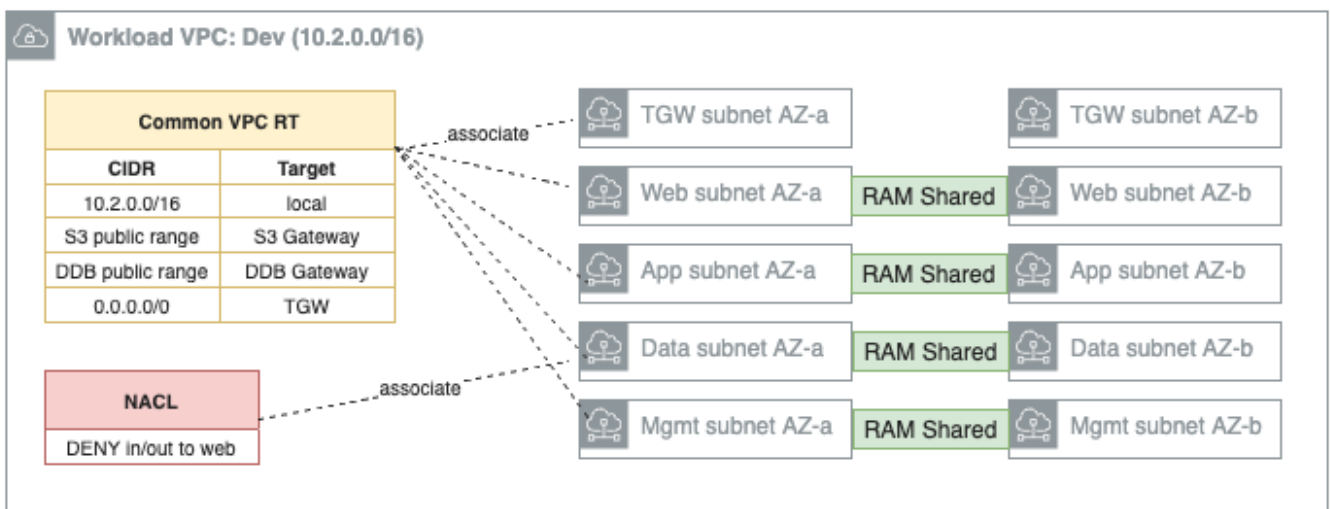 Workload VPC: Dev (10.2.0.0/16)
Common VPC RT
CIDR Target
10.2.0.0/16 local
S3 public range S3 Gateway
DDB public range DDB Gateway
0.0.0.0/0 TGW
NACL
DENY in/out to web
associate
associate
TGW subnet AZ-a TGW subnet AZ-b
Web subnet AZ-a RAM Shared Web subnet AZ-b
App subnet AZ-a RAM Shared App subnet AZ-b
Data subnet AZ-a RAM Shared Data subnet AZ-b
Mgmt subnet AZ-a RAM Shared Mgmt subnet AZ-b